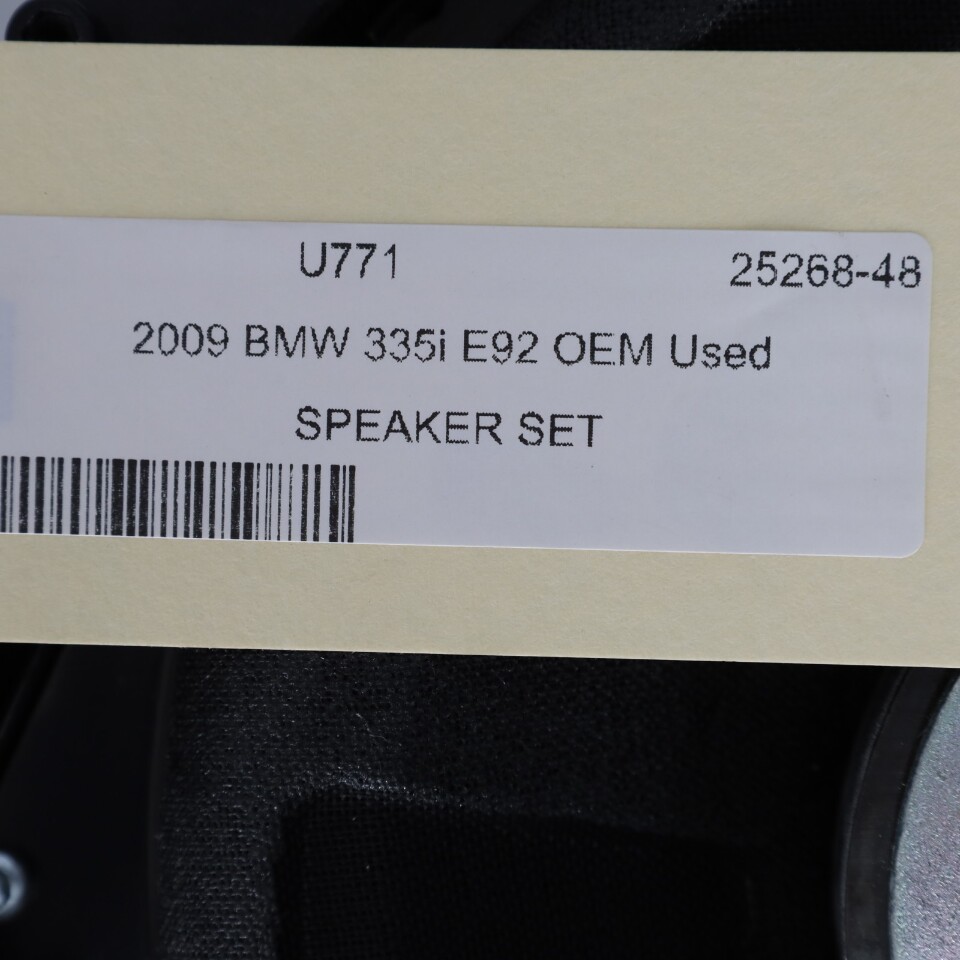 U771 25268-48
2009 BMW 335i E92 OEM Used
SPEAKER SET